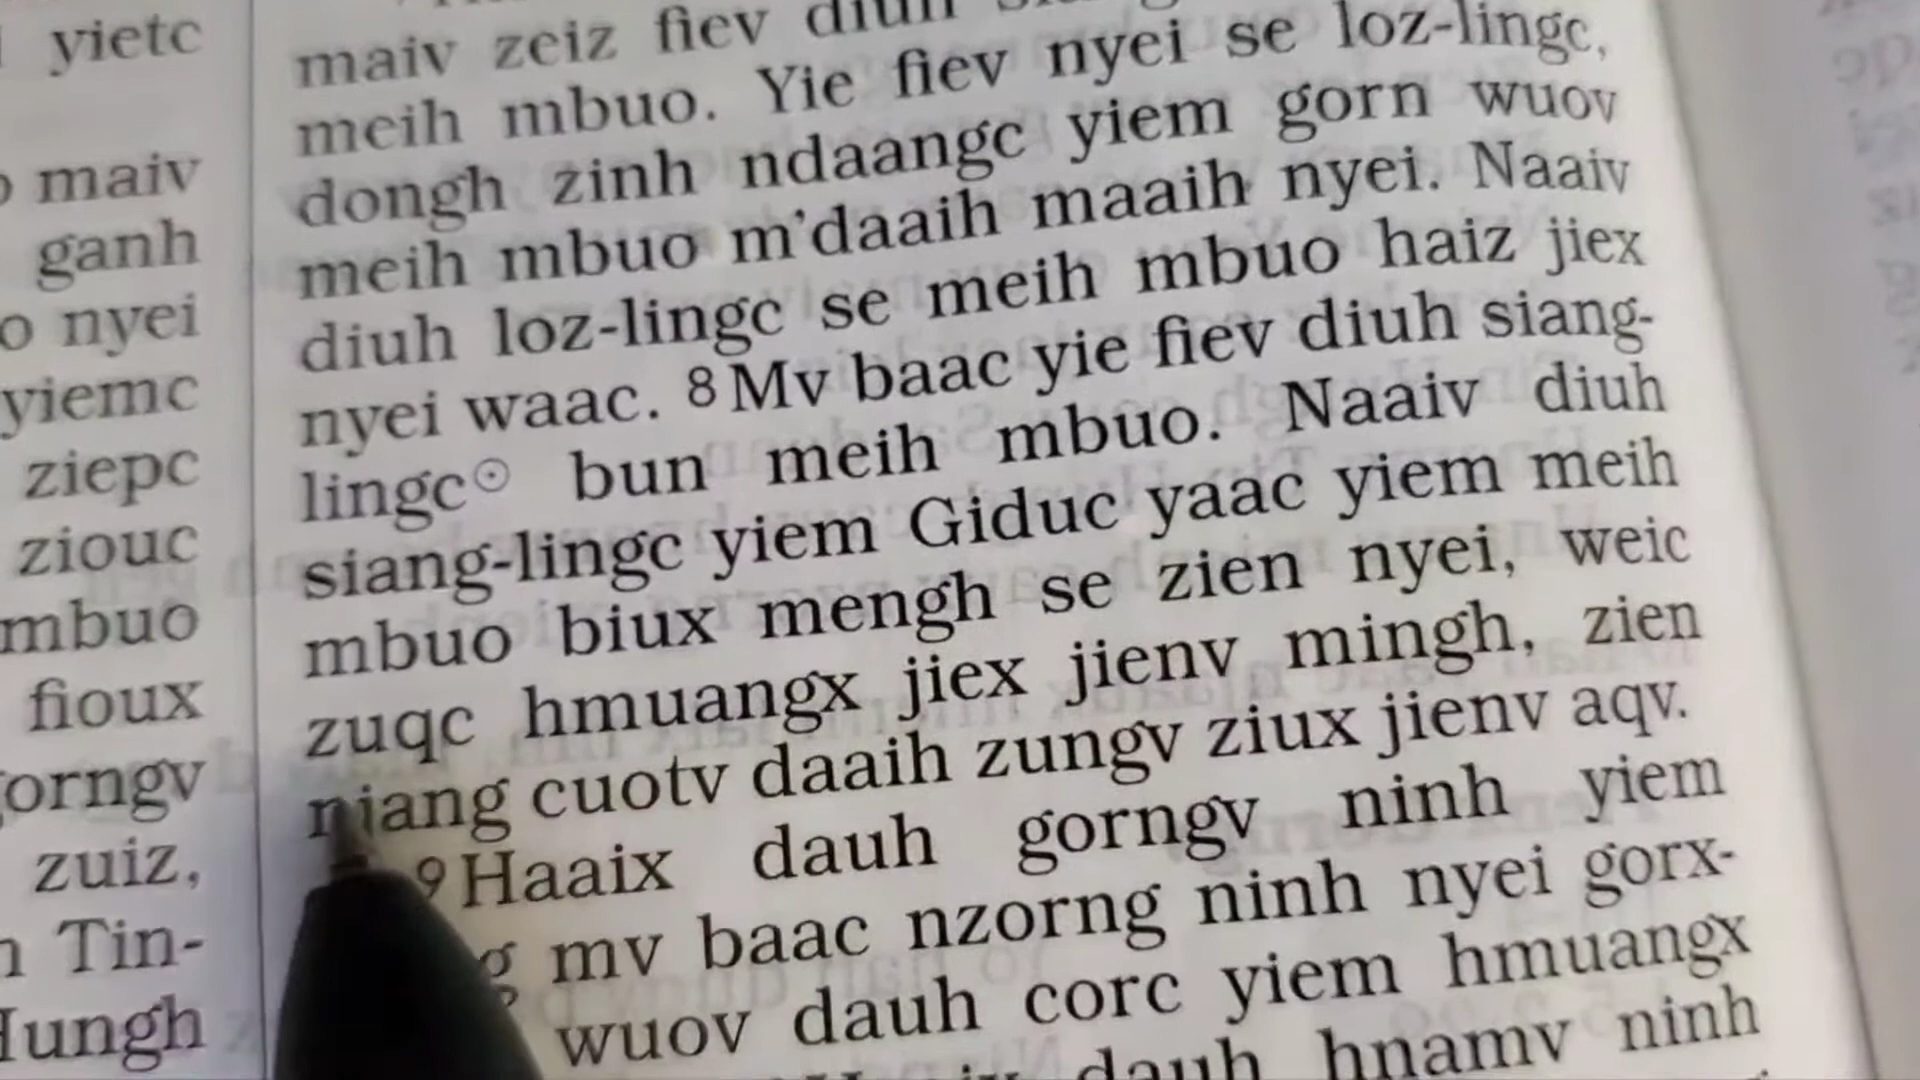 yietc
maiv
ganh
nyei
yiemc
ziepc
ziouc
mbuo
fioux
zuiz,
Tin-
maiv zeiz fiev diuh
meih mbuo. Yie fiev nyei se loz-lingc,
dongh zinh ndaangc yiem gorn wuov
meih mbuo m'daaih maaih nyei. Naaiv
diuh loz-lingc se meih mbuo haiz jiex
nyei waac. 8 Mv baac yie fiev diuh siang-
lingc☉ bun meih mbuo. Naaiv diuh
siang-lingc yiem Giduc yaac yiem meih
mbuo biux mengh se zien nyei, weic
zuqc hmuangx jiex jienv mingh, zien
njang cuotv daaih zungv ziux jienv aqv.
9 Haaix dauh gorngv ninh yiem
mv baac nzorng ninh nyei gorx-
wuov dauh corc yiem hmuangx
dauh hnamv ninh